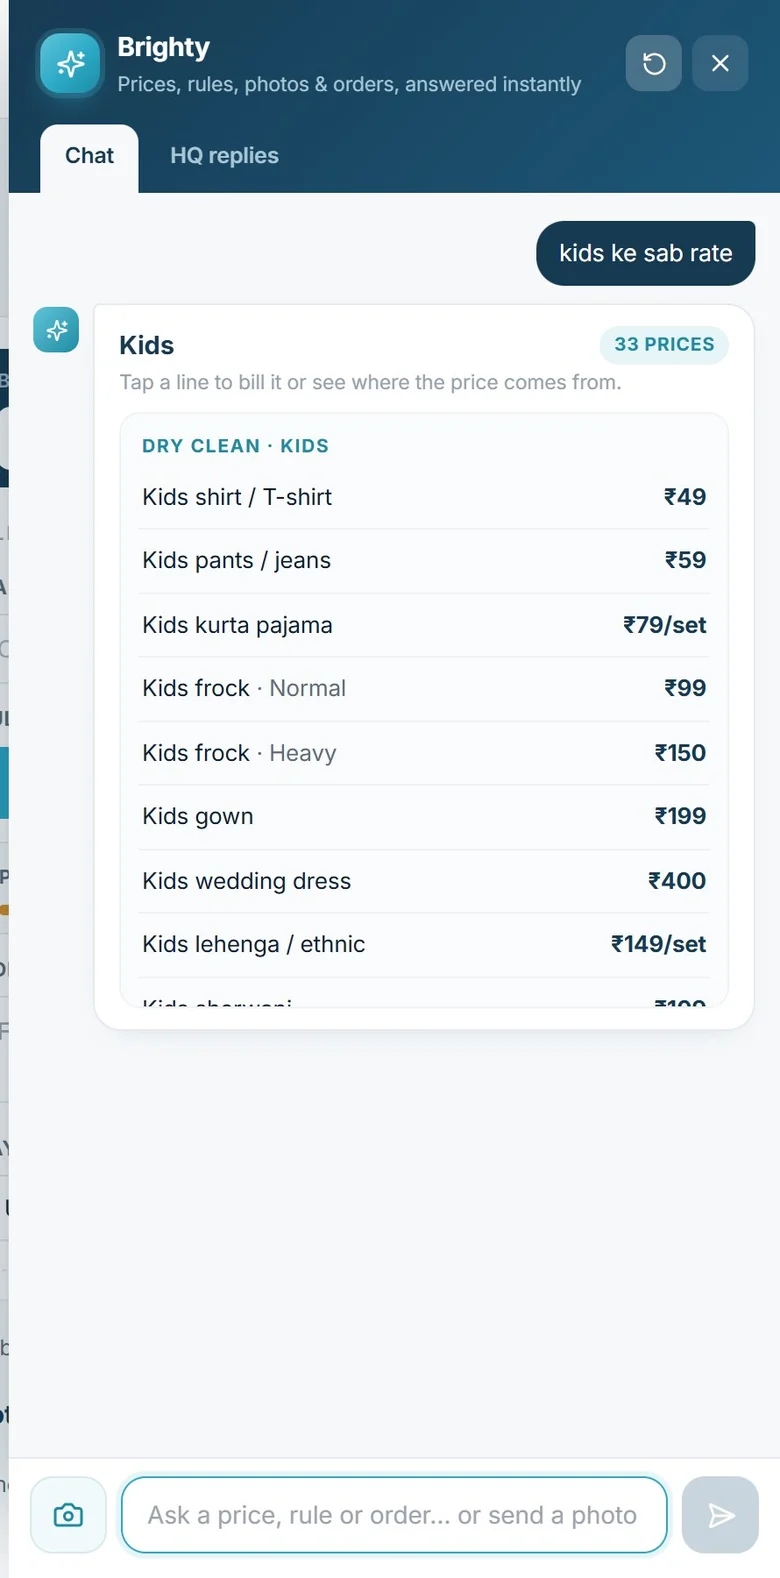 Brighty
Prices, rules, photos & orders, answered instantly
Chat
HQ replies
kids ke sab rate
Kids
33 PRICES
Tap a line to bill it or see where the price comes from.
DRY CLEAN · KIDS
Kids shirt / T-shirt ₹49
Kids pants / jeans ₹59
Kids kurta pajama ₹79/set
Kids frock · Normal ₹99
Kids frock · Heavy ₹150
Kids gown ₹199
Kids wedding dress ₹400
Kids lehenga / ethnic ₹149/set
Kids sherwani
Ask a price, rule or order... or send a photo